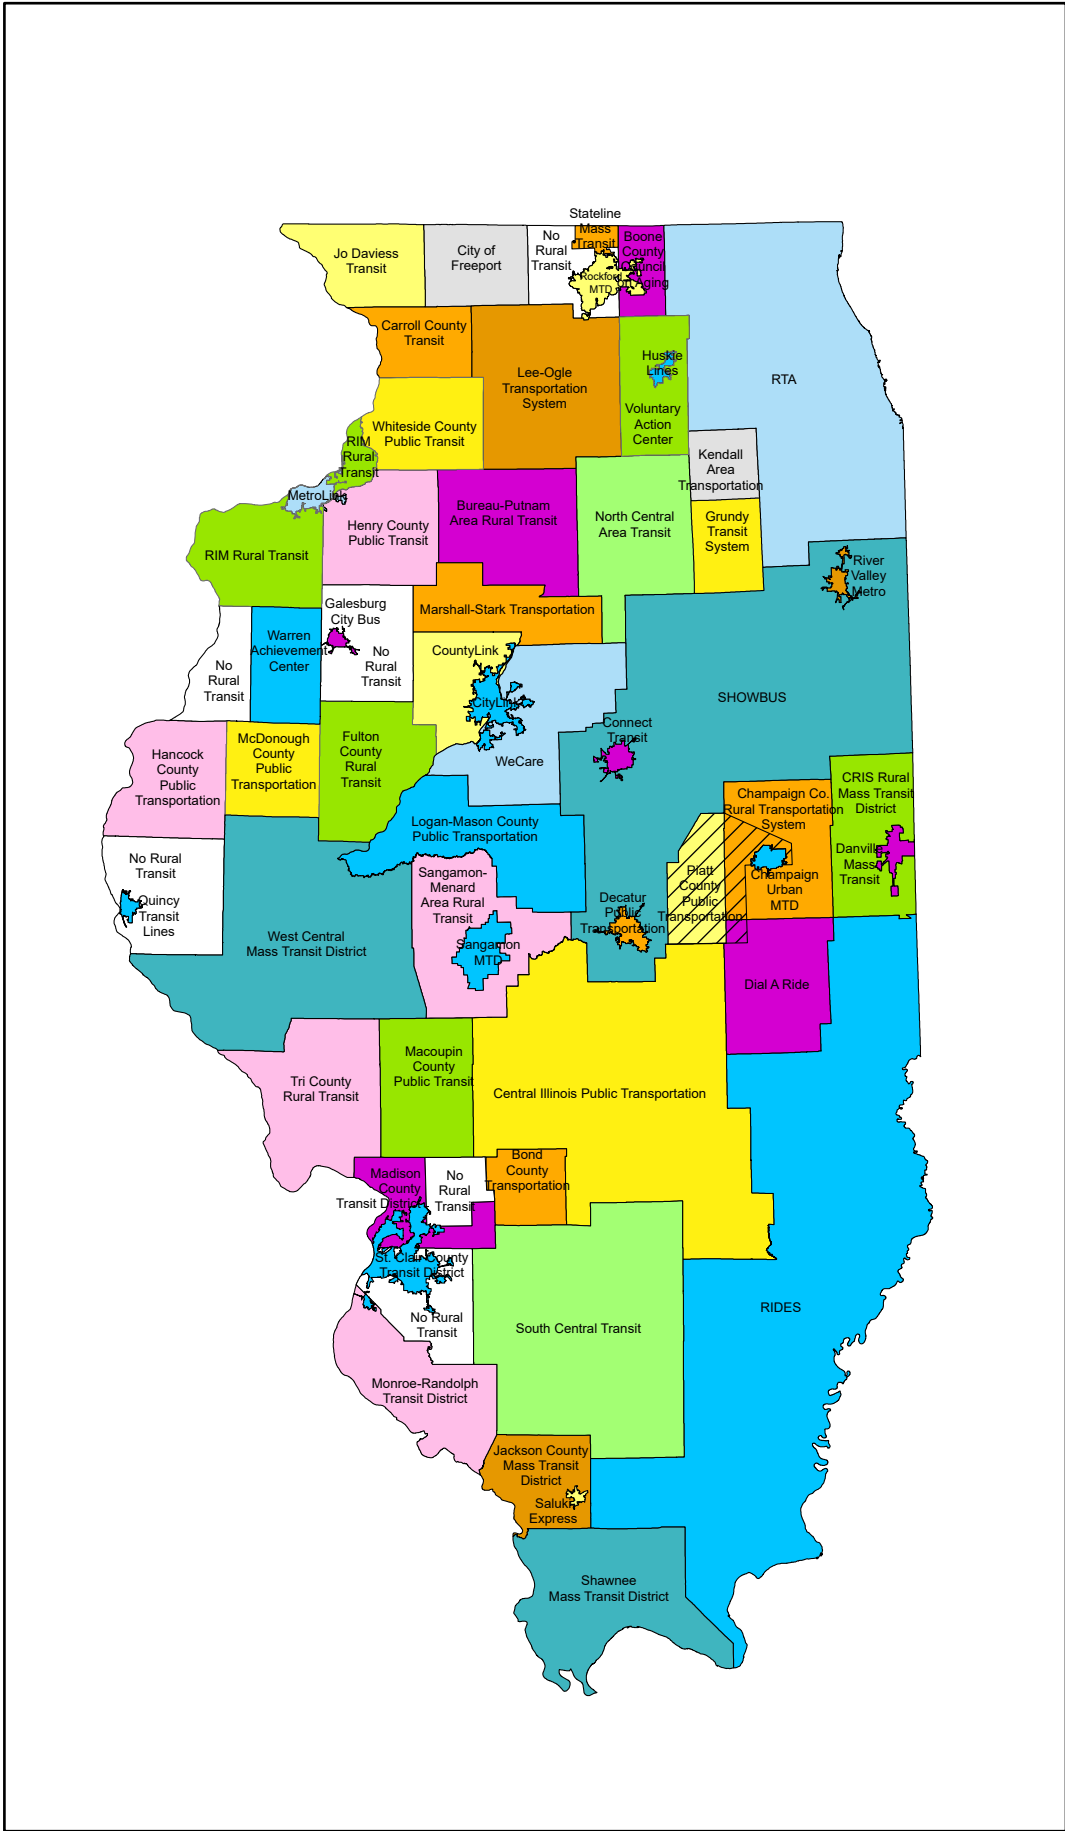 Stateline
Mass
Transit
Jo Daviess
Transit
City of
Freeport
No
Rural
Transit
Rockford
MTD
Boone
County
Council
on Aging
Carroll County
Transit
Lee-Ogle
Transportation
System
Huskie
Lines
Voluntary
Action
Center
RTA
Whiteside County
Public Transit
RIM
Rural
Transit
MetroLink
Kendall
Area
Transportation
Henry County
Public Transit
Bureau-Putnam
Area Rural Transit
North Central
Area Transit
Grundy
Transit
System
RIM Rural Transit
River
Valley
Metro
Galesburg
City Bus
Marshall-Stark Transportation
No
Rural
Transit
Warren
Achievement
Center
No
Rural
Transit
CountyLink
CityLink
SHOWBUS
Connect
Transit
WeCare
Hancock
County
Public
Transportation
McDonough
County
Public
Transportation
Fulton
County
Rural
Transit
CRIS Rural
Mass Transit
District
Champaign Co.
Rural Transportation
System
Logan-Mason County
Public Transportation
Danville
Mass
Transit
No Rural
Transit
Quincy
Transit
Lines
Sangamon-
Menard
Area Rural
Transit
Piatt
County
Public
Transportation
Champaign
Urban
MTD
Decatur
Public
Transportation
West Central
Mass Transit District
Sangamon
MTD
Dial A Ride
Macoupin
County
Public Transit
Tri County
Rural Transit
Central Illinois Public Transportation
Bond
County
Transportation
Madison
County
Transit District
No
Rural
Transit
St. Clair County
Transit District
No Rural
Transit
South Central Transit
RIDES
Monroe-Randolph
Transit District
Jackson County
Mass Transit
District
Saluki
Express
Shawnee
Mass Transit District